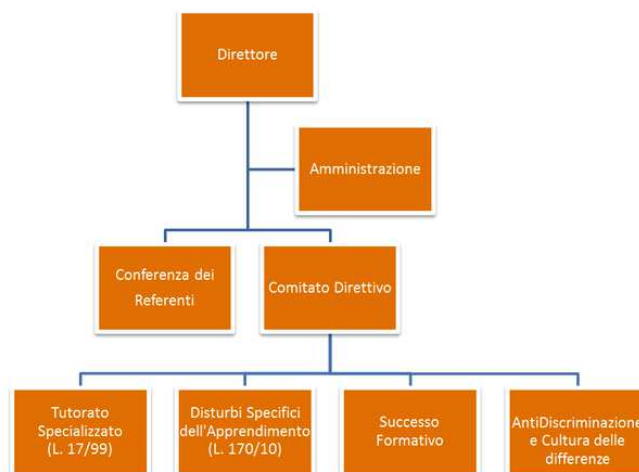 Direttore
Amministrazione
Conferenza dei
Referenti
Comitato Direttivo
Tutorato
Specializzato
(L. 17/99)
Disturbi Specifici
dell'Apprendimento
(L. 170/10)
Successo
Formativo
AntiDiscriminazione
e Cultura delle
differenze